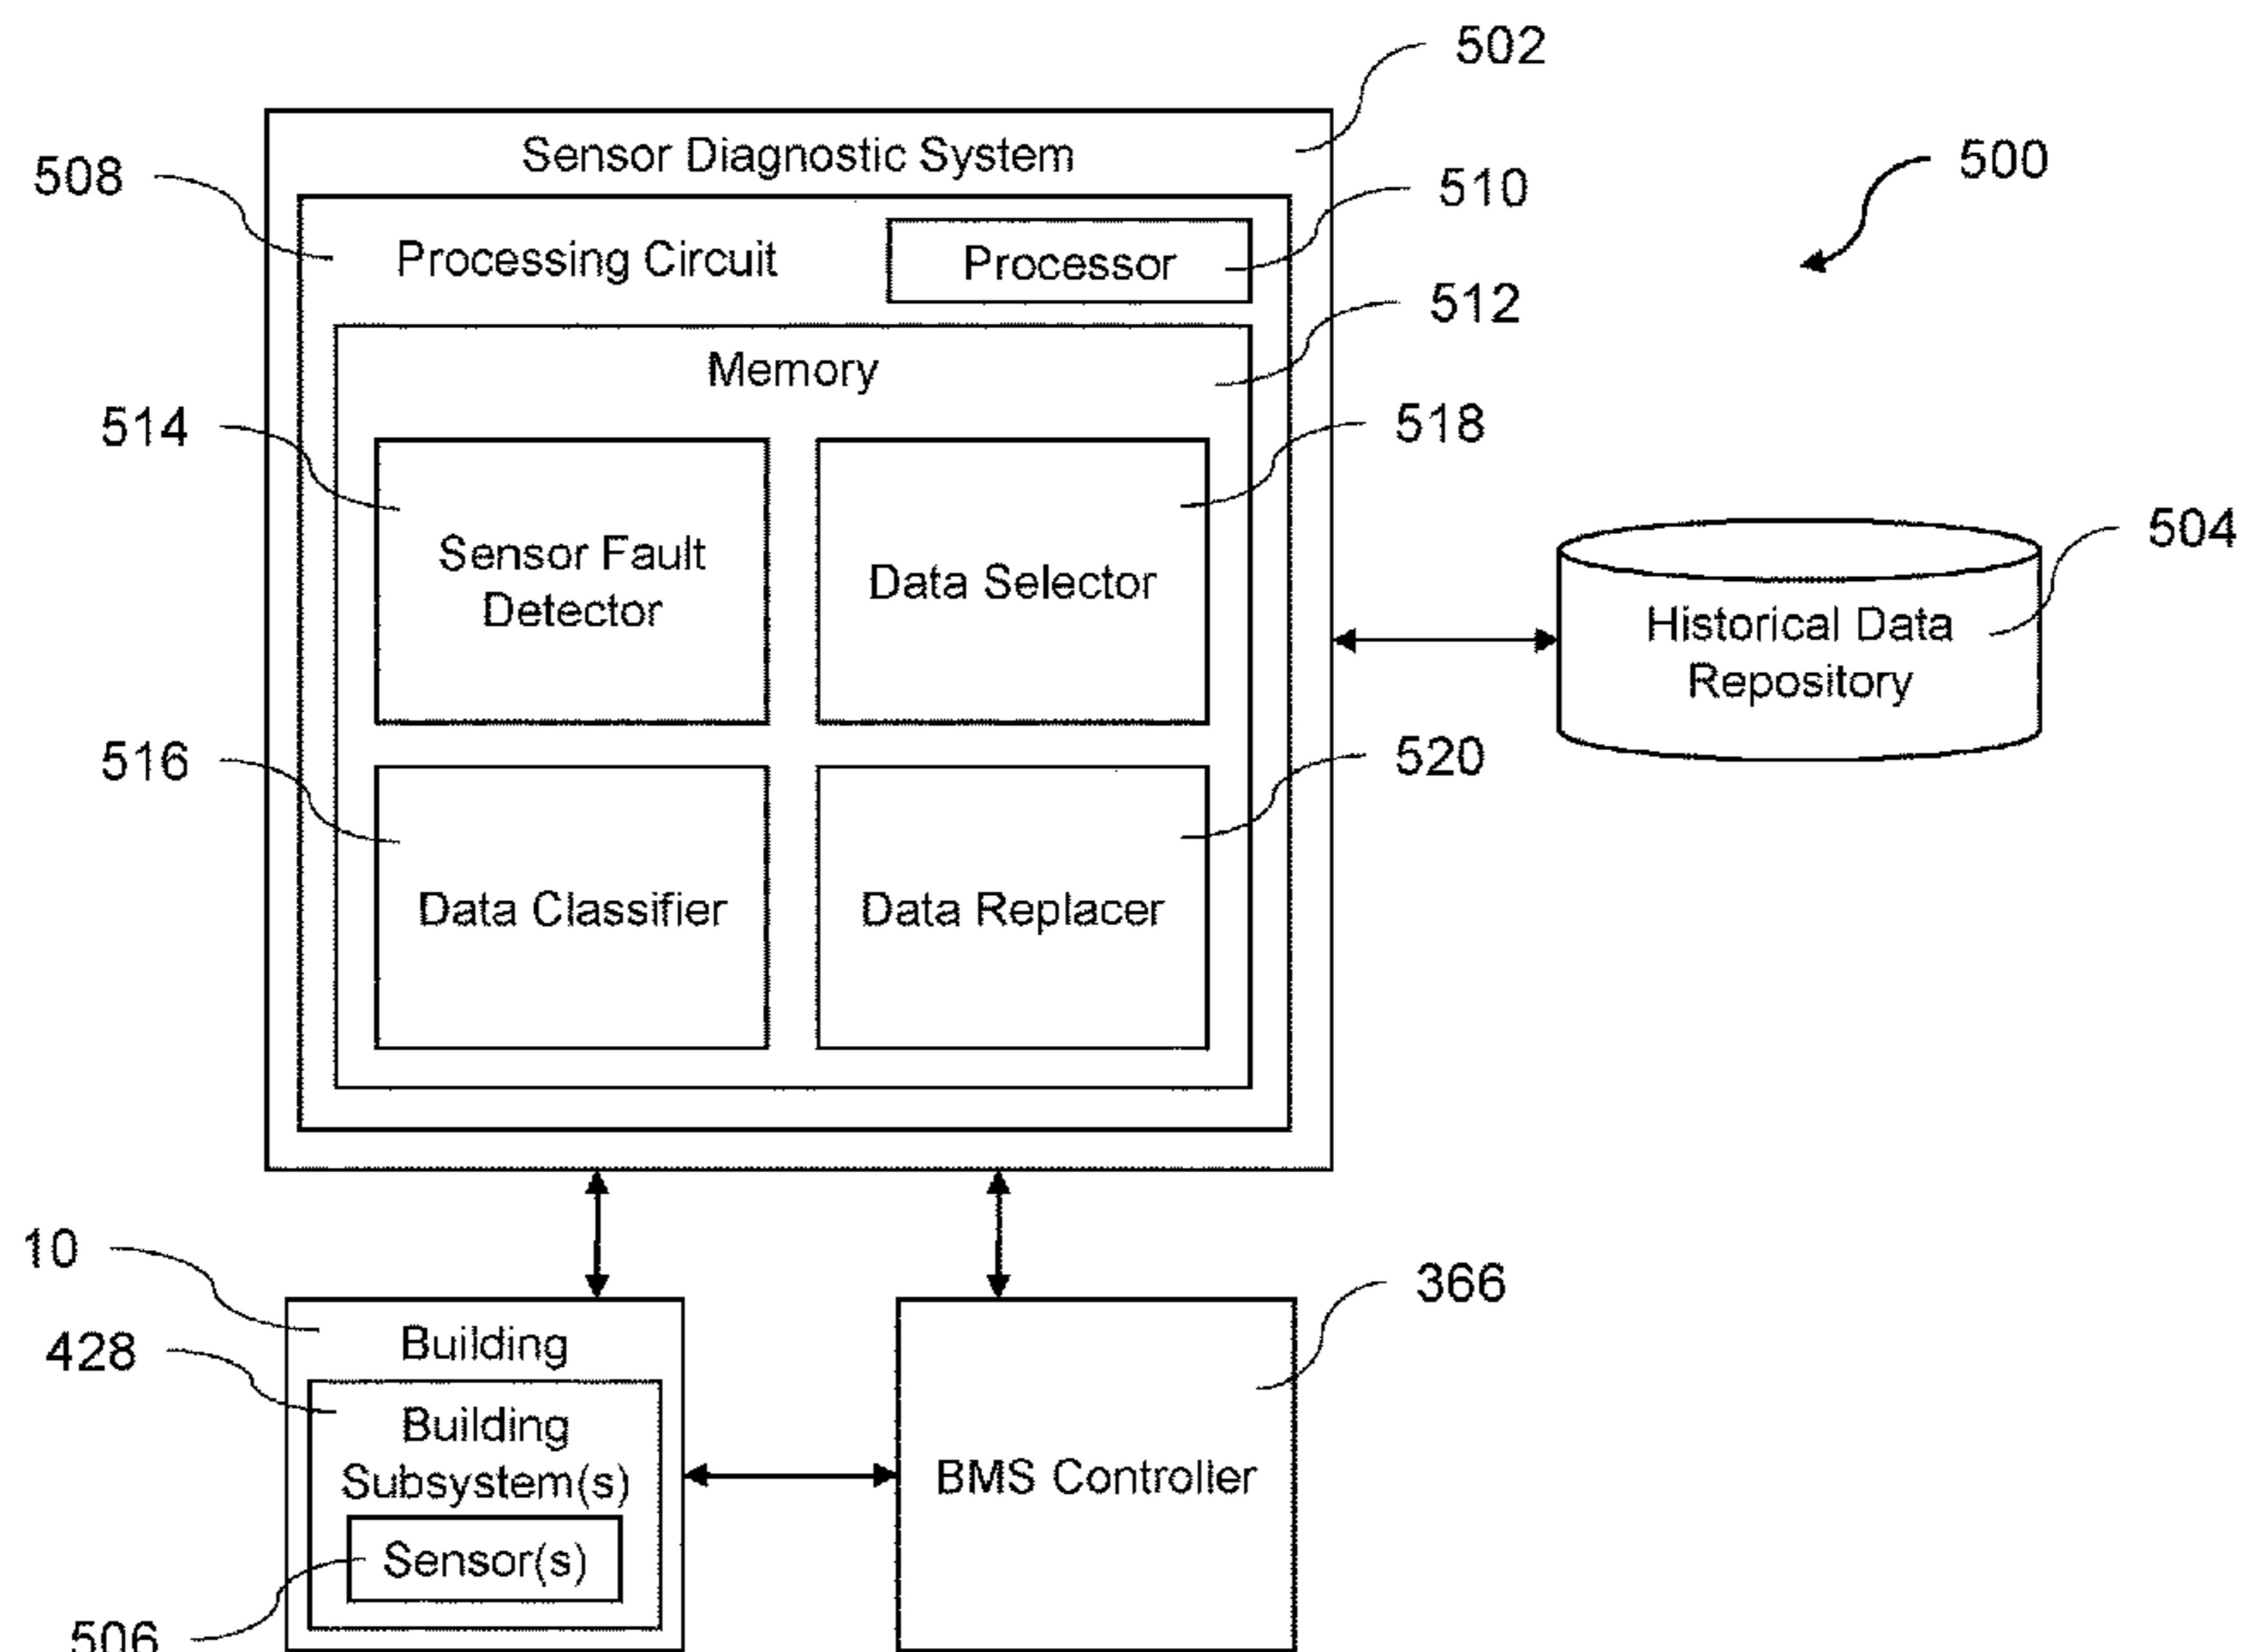 502
Sensor Diagnostic System
500
508
510
Processing Circuit
Processor
512
Memory
514
518
504
Sensor Fault
Detector
Data Selector
Historical Data
Repository
516
520
Data Classifier
Data Replacer
10
366
Building
428
Building
Subsystem(s)
BMS Controller
Sensor(s)
506